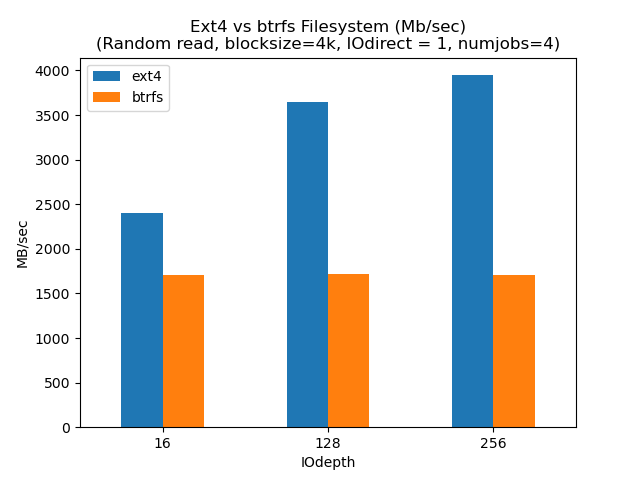 Ext4 vs btrfs Filesystem (Mb/sec)
(Random read, blocksize=4k, IOdirect = 1, numjobs=4)
ext4
btrfs
4000
3500
3000
2500
2000
1500
1000
500
0
MB/sec
16
128
256
IOdepth